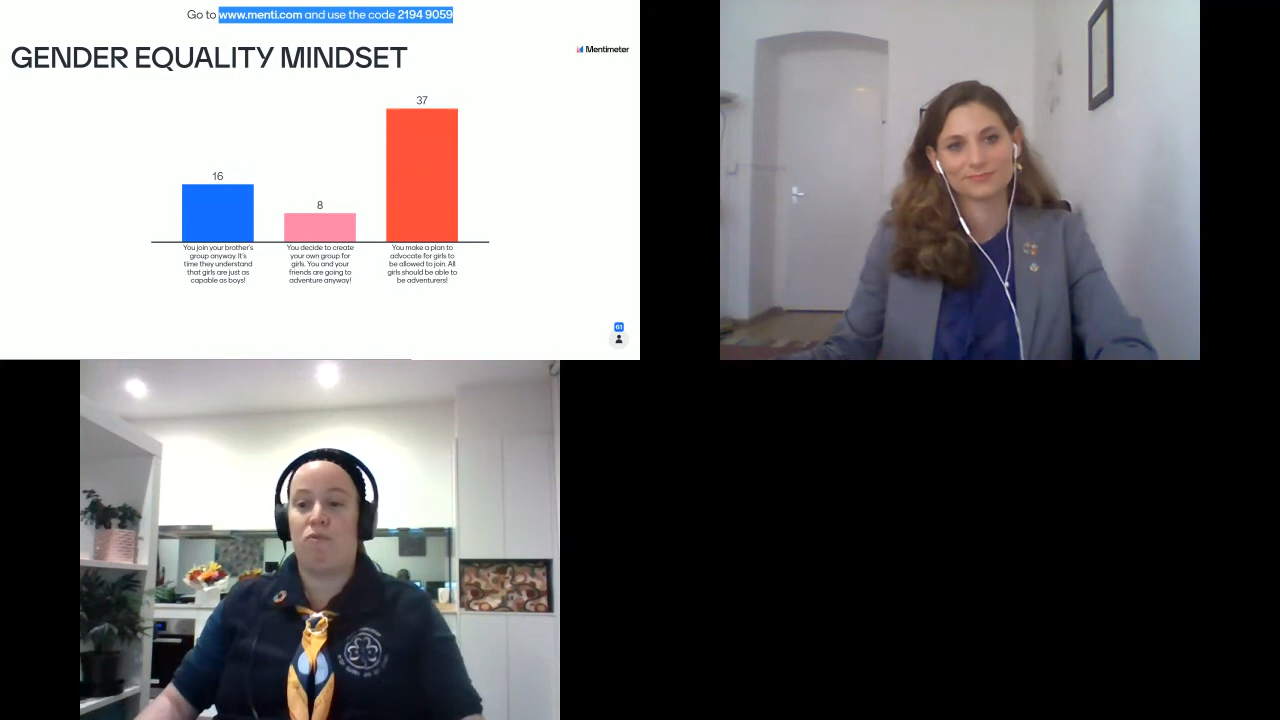 Go to www.menti.com and use the code 2194 9059
GENDER EQUALITY MINDSET
Mentimeter
37
16
8
You join your brother's
group anyway. It's
time they understand
that girls are just as
capable as boys!
You decide to create
your own group for
girls. You and your
friends are going to
adventure anyway!
You make a plan to
advocate for girls to
be allowed to join. All
girls should be able to
be adventurers!
61